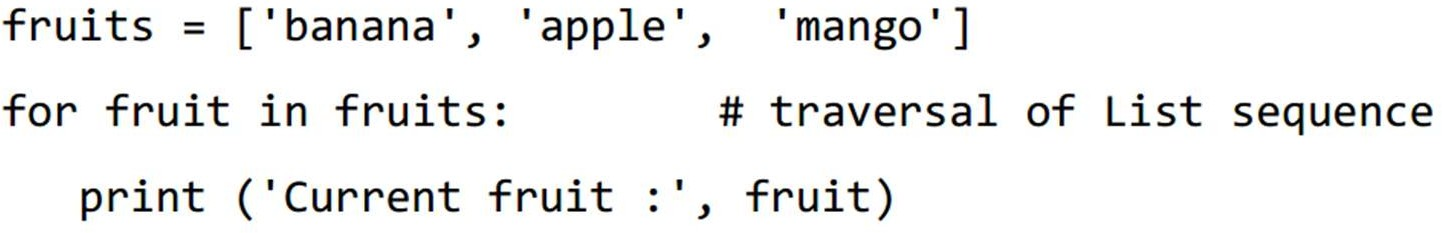 fruits = ['banana', 'apple',  'mango']
for fruit in fruits:        # traversal of List sequence
   print ('Current fruit :', fruit)